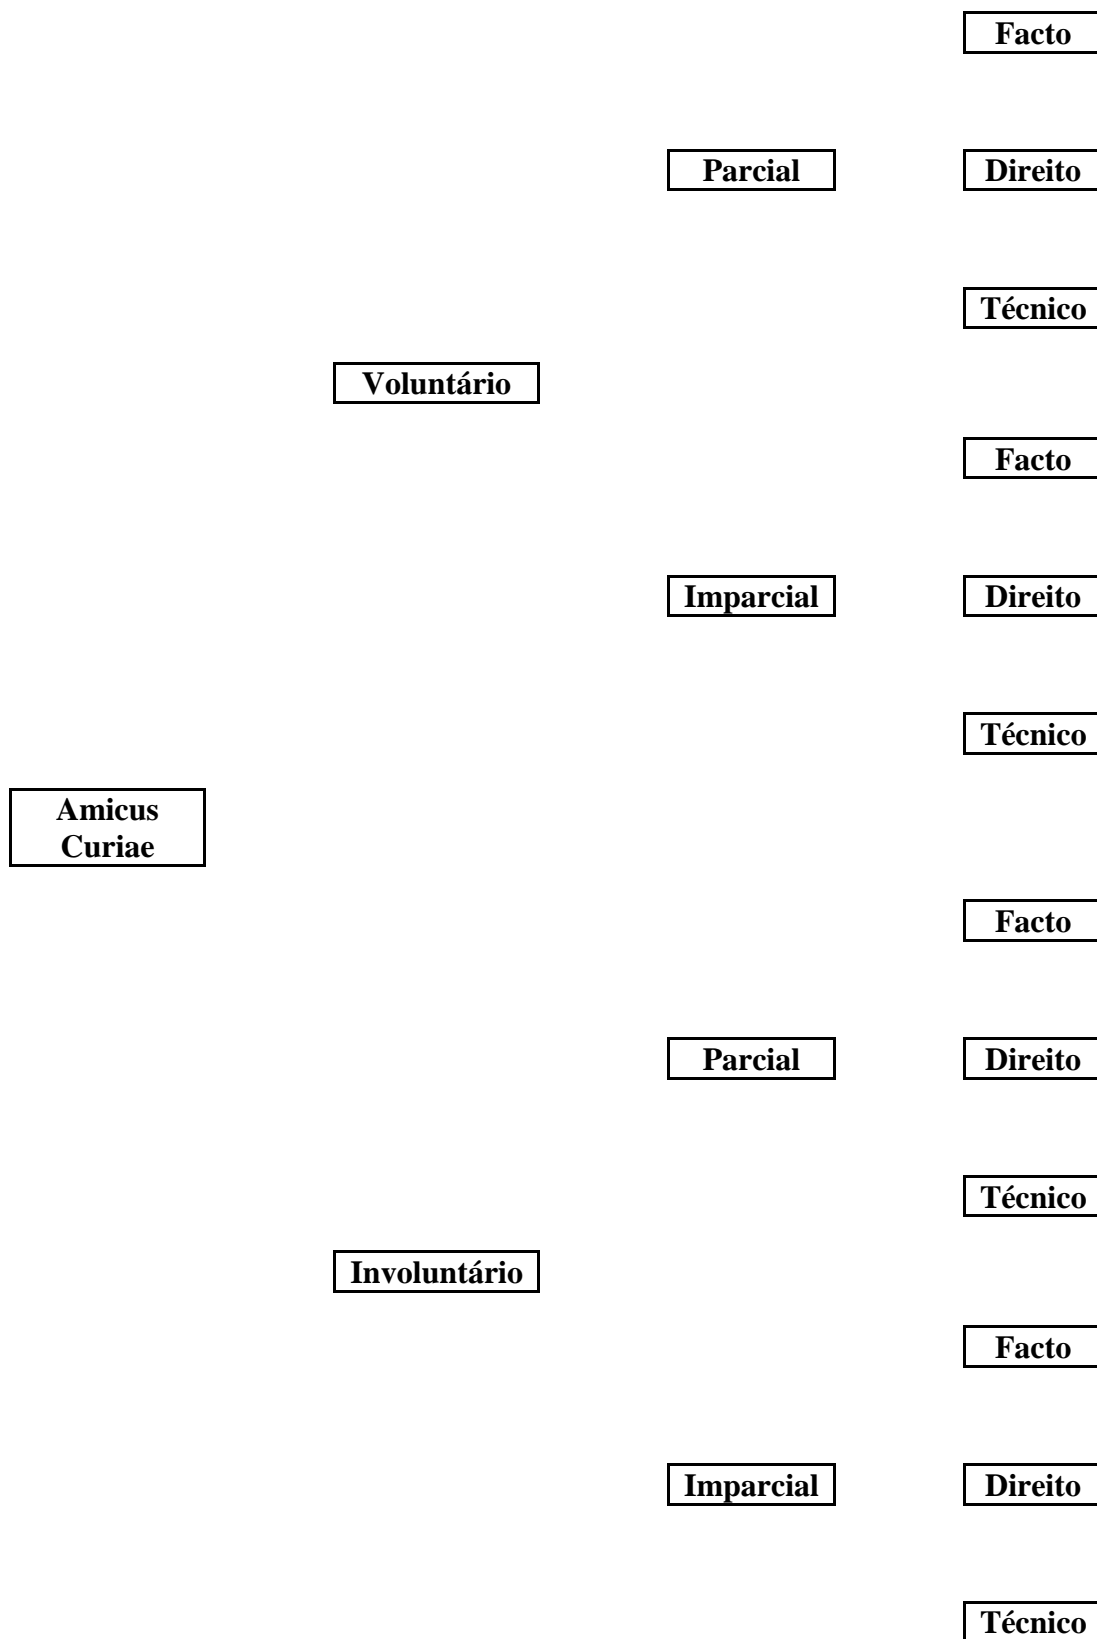 Facto
Parcial
Direito
Técnico
Voluntário
Facto
Imparcial
Direito
Técnico
Amicus
Curiae
Facto
Parcial
Direito
Técnico
Involuntário
Facto
Imparcial
Direito
Técnico